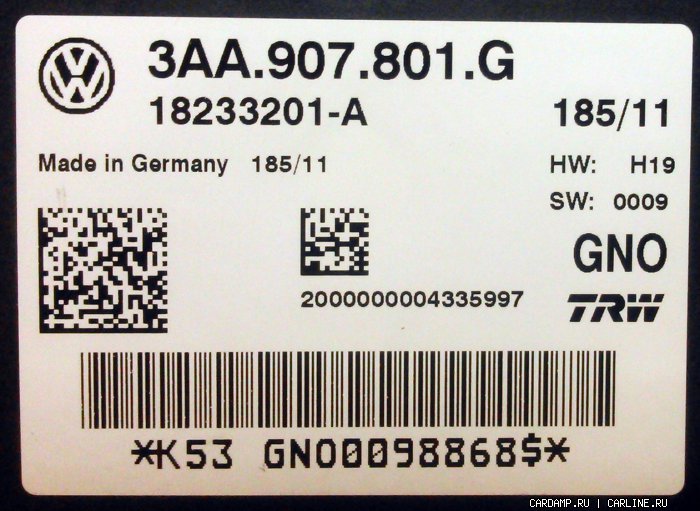 3AA.907.801.G
18233201-A 185/11
Made in Germany 185/11 HW: H19
SW: 0009
GNO
2000000004335997
TRW
*K53 GNO0098868$*
CARDAMP.RU | CARLINE.RU